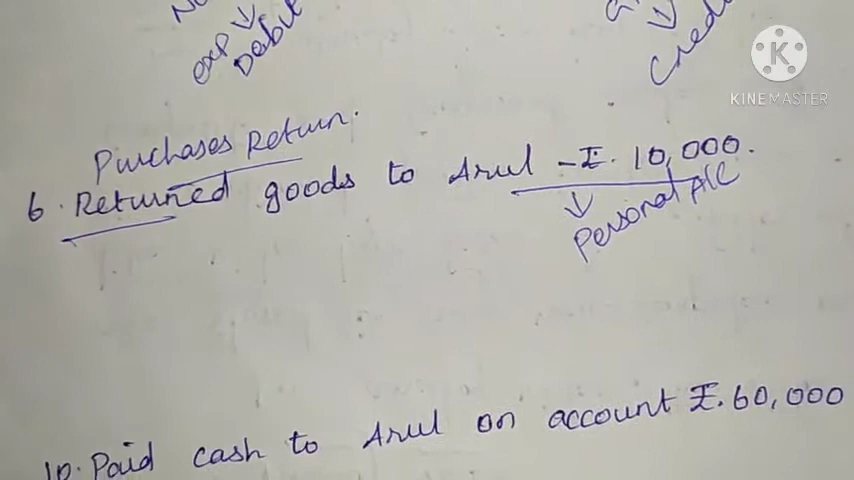 exp Debit
Credi
KINEMASTER
Purchases Return.
6. Returned goods to Arul - ₹. 10,000.
Personal A/C
10. Paid cash to Arul on account ₹. 60,000